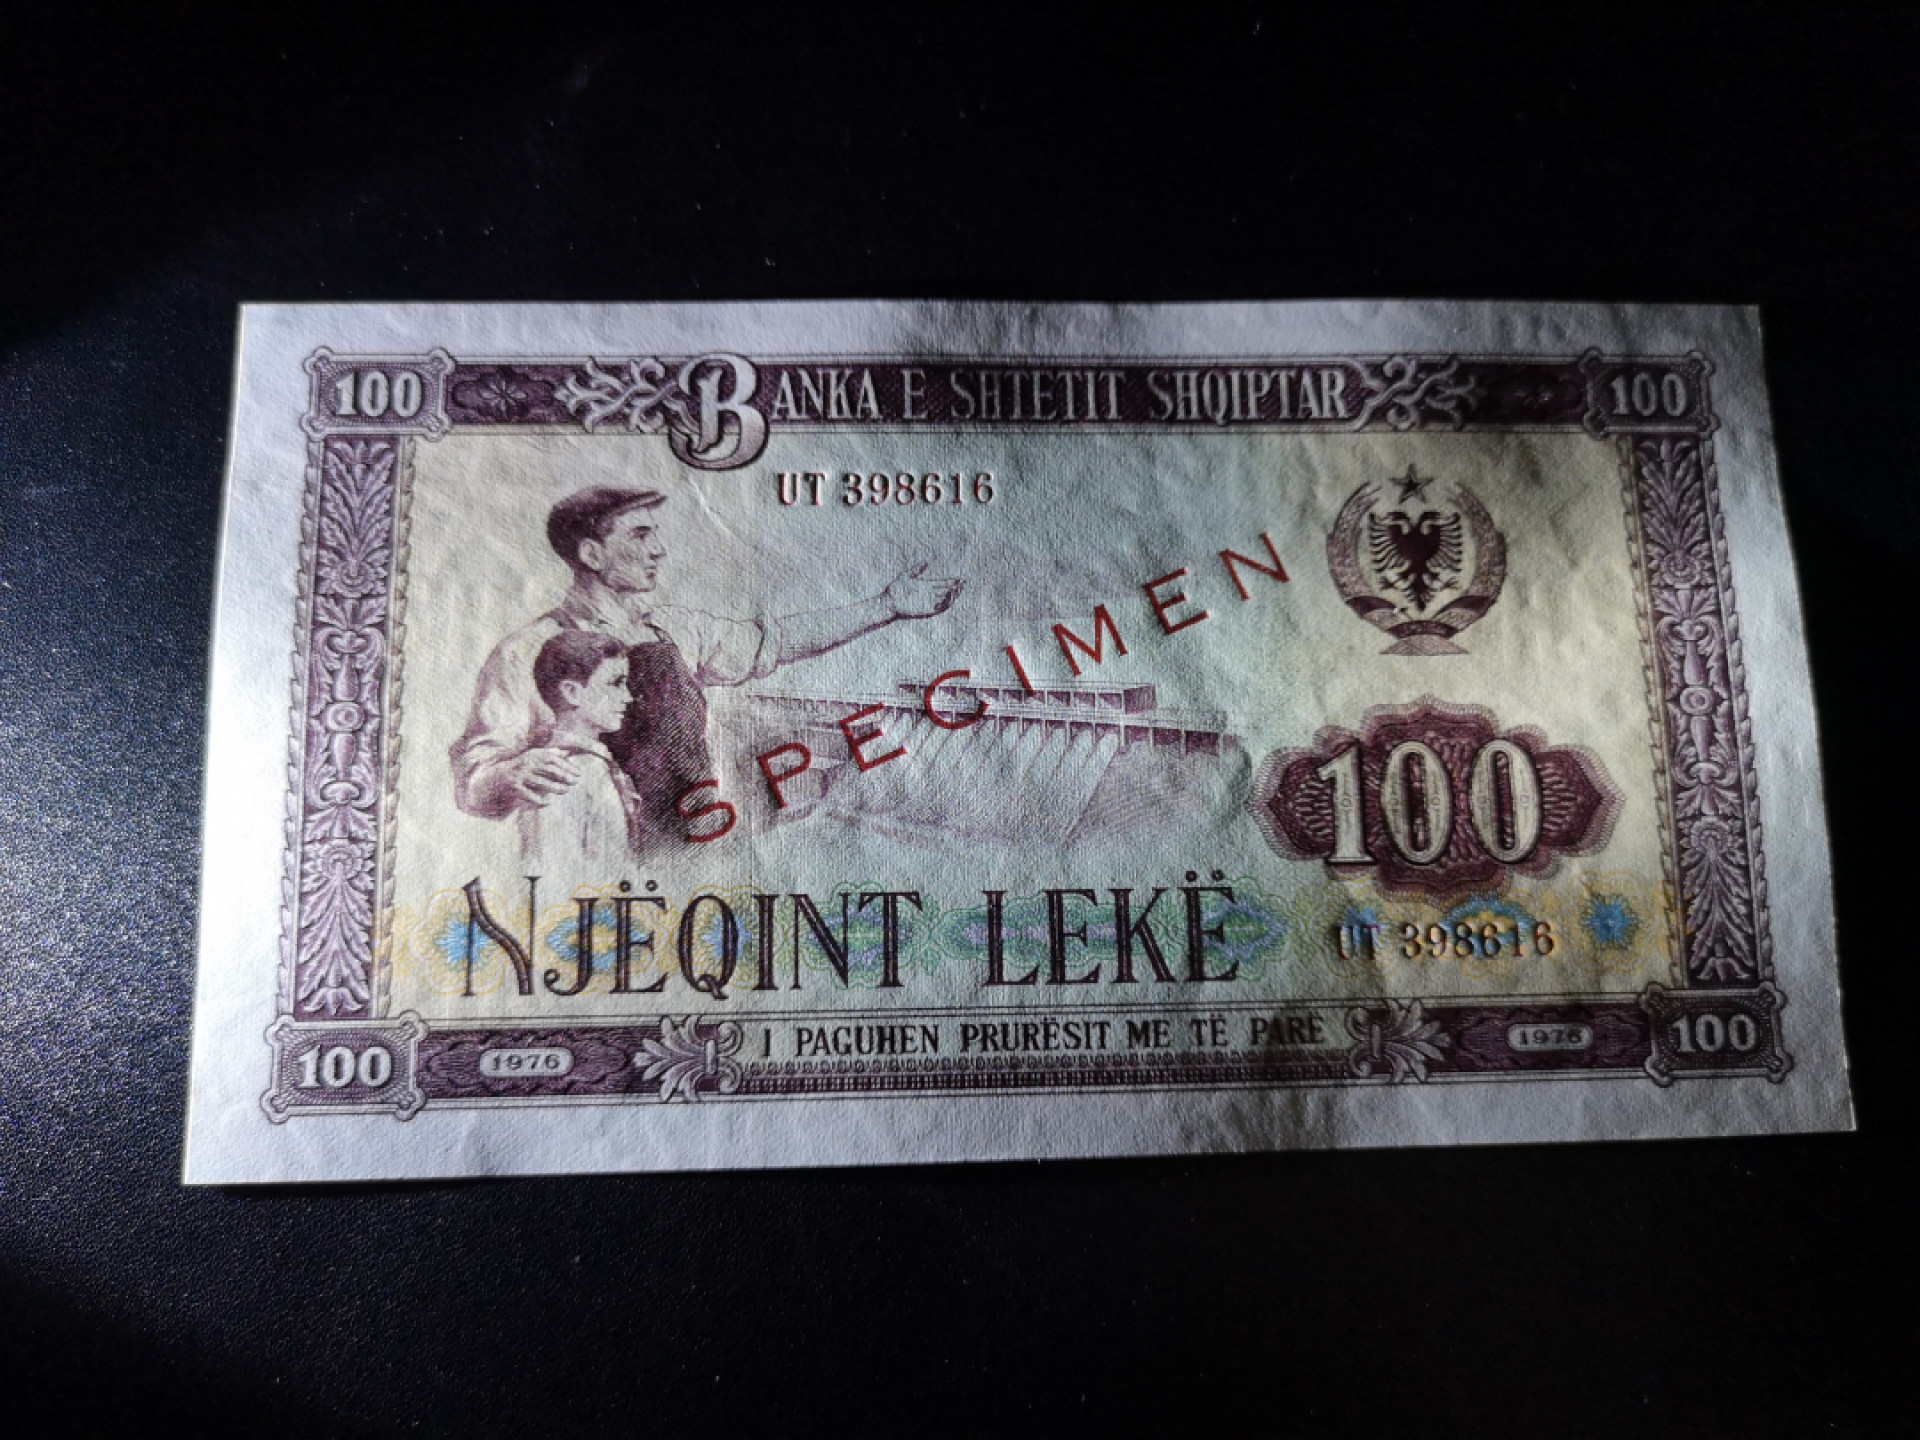 100 BANKA E SHTETIT SHQIPTAR 100
UT 398616
SPECIMEN
100
NJËQINT LEKË
UT 398616
I PAGUHEN PRURËSIT ME TË PARË
100 1976 1976 100